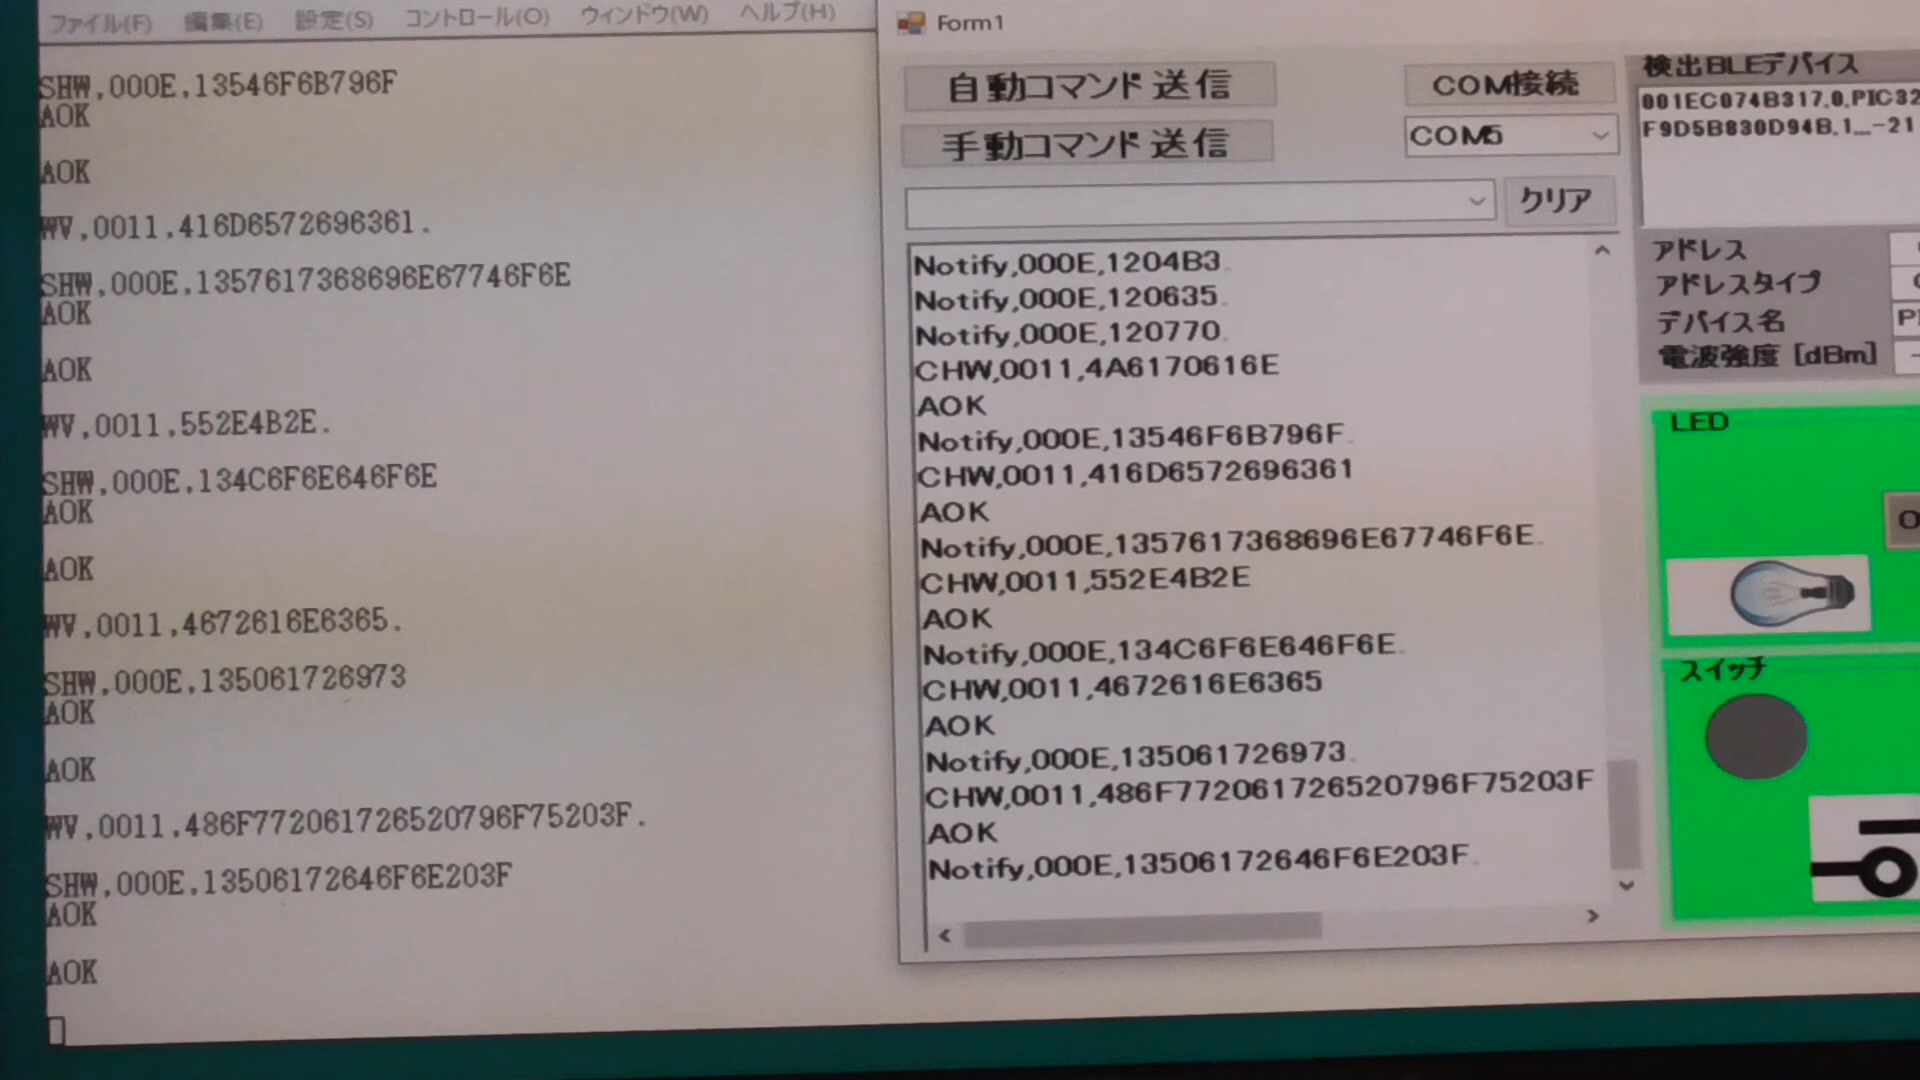 ファイル(F) 編集(E) 設定(S) コントロール(O) ウィンドウ(W) ヘルプ(H)
SHW,000E,13546F6B796F
AOK
AOK
WV,0011,416D6572696361.
SHW,000E,1357617368696E67746F6E
AOK
AOK
WV,0011,552E4B2E.
SHW,000E,134C6F6E646F6E
AOK
AOK
WV,0011,4672616E6365.
SHW,000E,135061726973
AOK
AOK
WV,0011,486F772061726520796F75203F.
SHW,000E,13506172646F6E203F
AOK
AOK
Form1
自動コマンド送信
COM接続
手動コマンド送信
COM5
クリア
Notify,000E,1204B3
Notify,000E,120635
Notify,000E,120770
CHW,0011,4A6170616E
AOK
Notify,000E,13546F6B796F
CHW,0011,416D6572696361
AOK
Notify,000E,1357617368696E67746F6E
CHW,0011,552E4B2E
AOK
Notify,000E,134C6F6E646F6E
CHW,0011,4672616E6365
AOK
Notify,000E,135061726973
CHW,0011,486F772061726520796F75203F
AOK
Notify,000E,13506172646F6E203F
検出BLEデバイス
001EC074B317,0,PIC32
F9D5B830D94B,1,,,-21
アドレス
アドレスタイプ
デバイス名
電波強度 [dBm]
LED
スイッチ